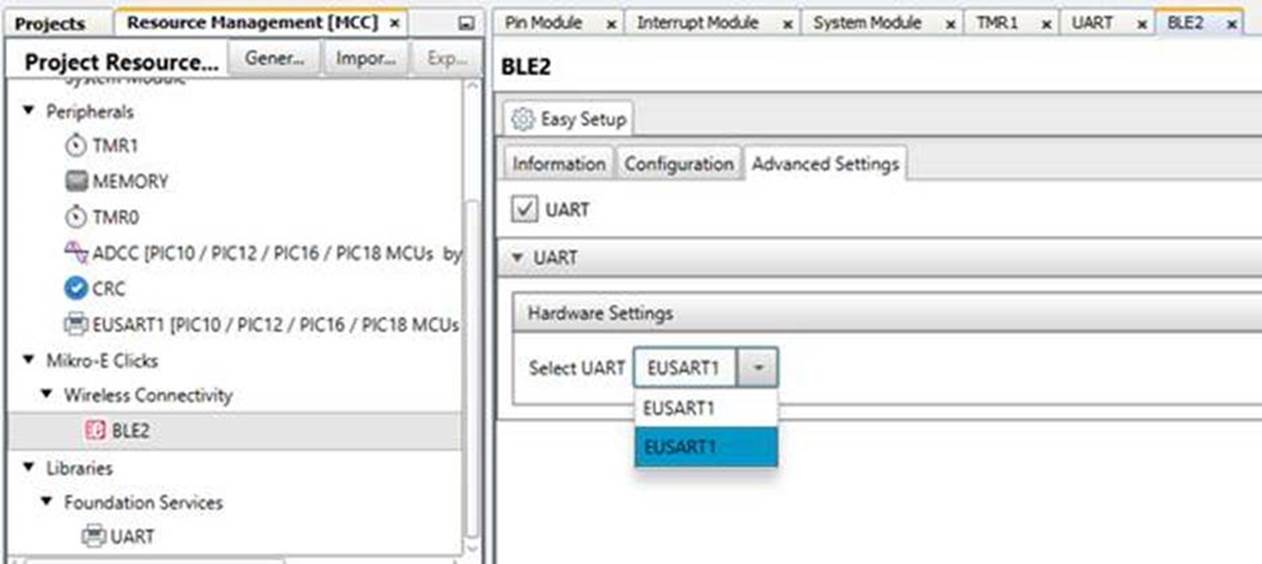 Projects
Resource Management [MCC] ×
Pin Module ×
Interrupt Module ×
System Module ×
TMR1 ×
UART ×
BLE2 ×
Project Resource...
Gener...
Impor...
Exp...
System Module
Peripherals
TMR1
MEMORY
TMR0
ADCC [PIC10 / PIC12 / PIC16 / PIC18 MCUs by
CRC
EUSART1 [PIC10 / PIC12 / PIC16 / PIC18 MCUs
Mikro-E Clicks
Wireless Connectivity
BLE2
Libraries
Foundation Services
UART
BLE2
Easy Setup
Information
Configuration
Advanced Settings
UART
UART
Hardware Settings
Select UART EUSART1
EUSART1
EUSART1